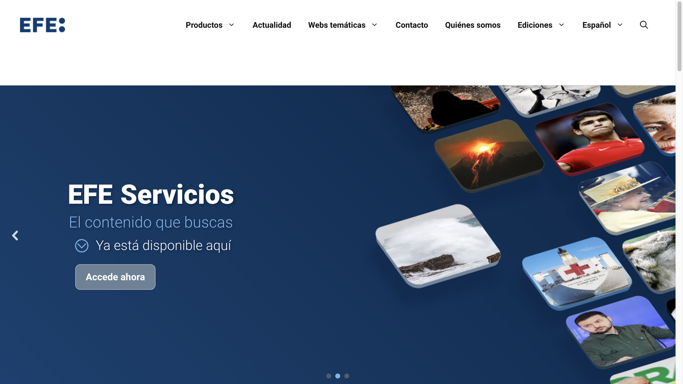 EFE:
Productos
Actualidad
Webs temáticas
Contacto
Quiénes somos
Ediciones
Español
EFE Servicios
El contenido que buscas
Ya está disponible aquí
Accede ahora